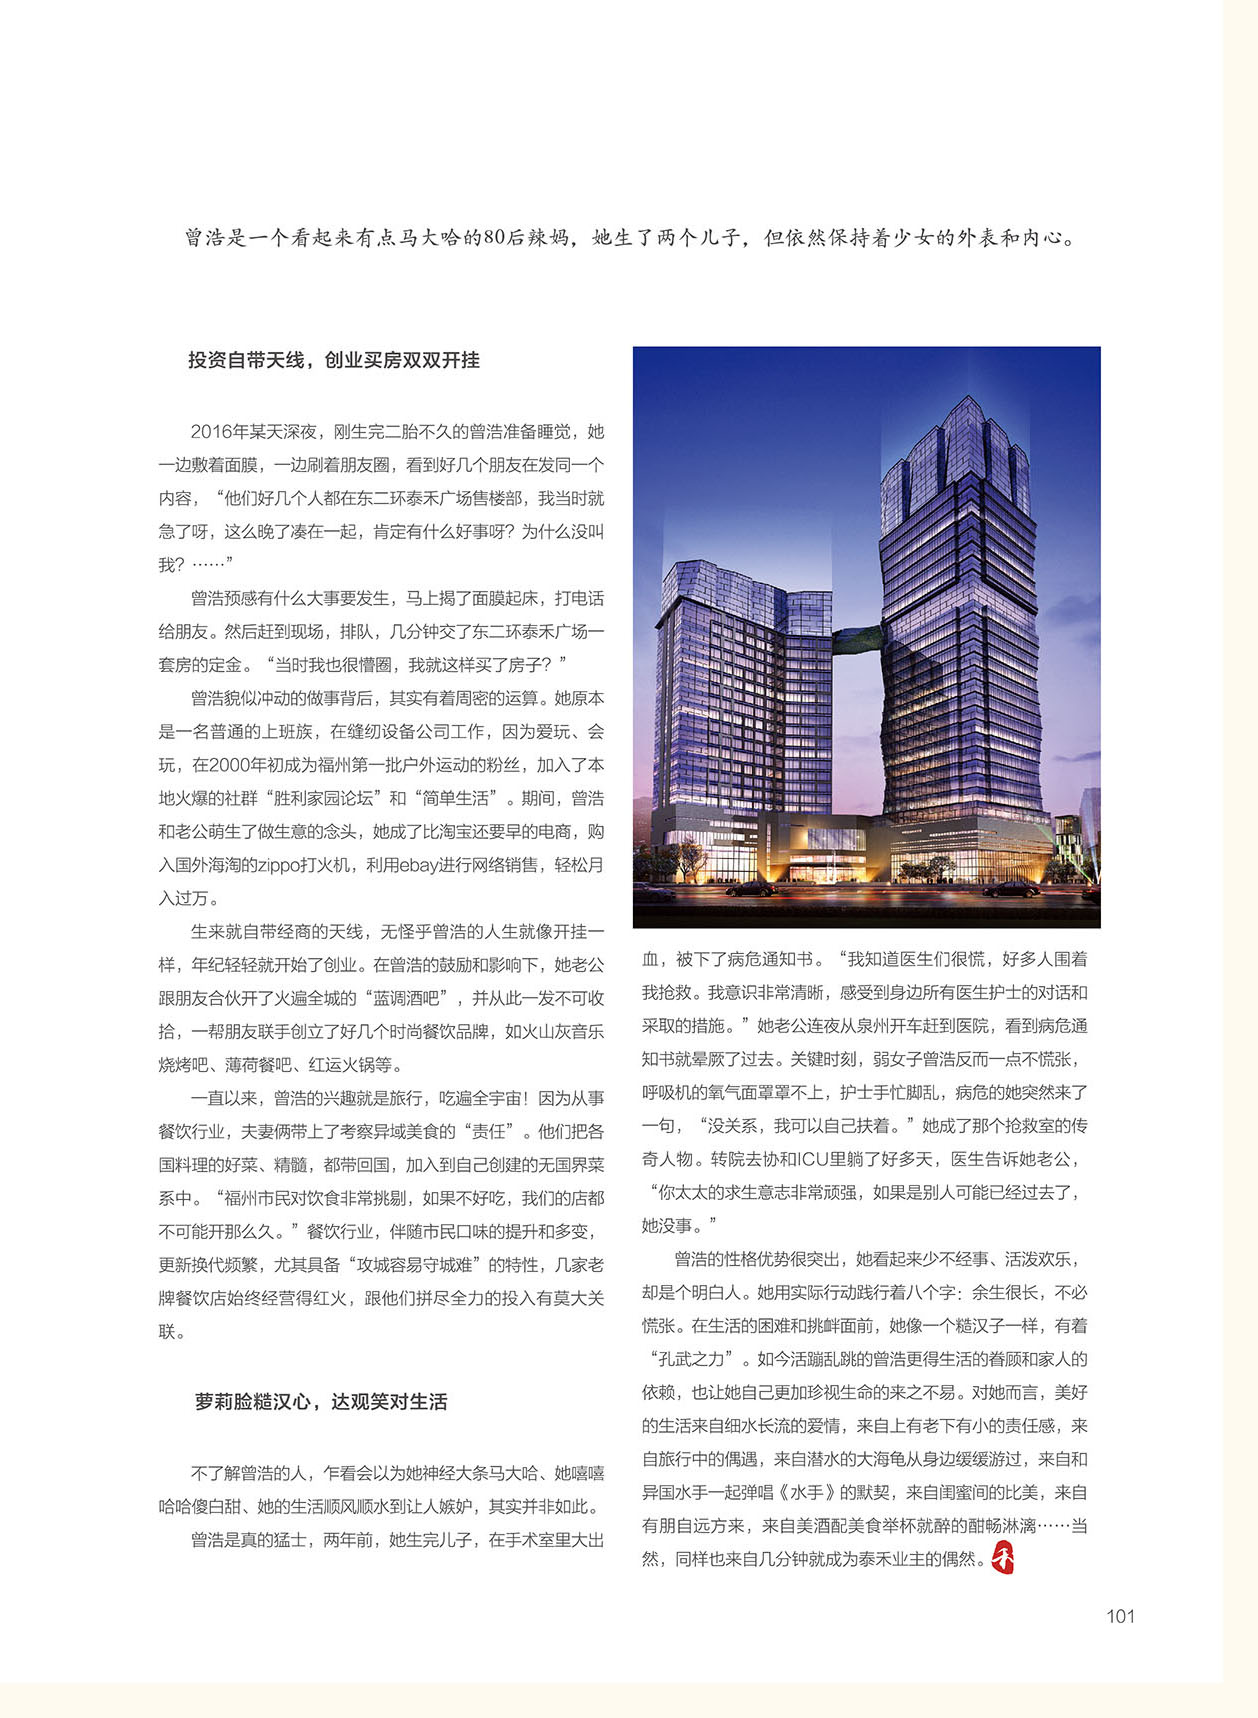 曾浩是一个看起来有点马大哈的80后辣妈，她生了两个儿子，但依然保持着少女的外表和内心。
投资自带天线，创业买房双双开挂
2016年某天深夜，刚生完二胎不久的曾浩准备睡觉，她
一边敷着面膜，一边刷着朋友圈，看到好几个朋友在发同一个
内容，“他们好几个人都在东二环泰禾广场售楼部，我当时就
急了呀，这么晚了凑在一起，肯定有什么好事呀？为什么没叫
我？……”
曾浩预感有什么大事要发生，马上揭了面膜起床，打电话
给朋友。然后赶到现场，排队，几分钟交了东二环泰禾广场一
套房的定金。“当时我也很懵圈，我就这样买了房子？”
曾浩貌似冲动的做事背后，其实有着周密的运算。她原本
是一名普通的上班族，在缝纫设备公司工作，因为爱玩、会
玩，在2000年初成为福州第一批户外运动的粉丝，加入了本
地火爆的社群“胜利家园论坛”和“简单生活”。期间，曾浩
和老公萌生了做生意的念头，她成了比淘宝还要早的电商，购
入国外海淘的zippo打火机，利用ebay进行网络销售，轻松月
入过万。
生来就自带经商的天线，无怪乎曾浩的人生就像开挂一
样，年纪轻轻就开始了创业。在曾浩的鼓励和影响下，她老公
跟朋友合伙开了火遍全城的“蓝调酒吧”，并从此一发不可收
拾，一帮朋友联手创立了好几个时尚餐饮品牌，如火山灰音乐
烧烤吧、薄荷餐吧、红运火锅等。
一直以来，曾浩的兴趣就是旅行，吃遍全宇宙！因为从事
餐饮行业，夫妻俩带上了考察异域美食的“责任”。他们把各
国料理的好菜、精髓，都带回国，加入到自己创建的无国界菜
系中。“福州市民对饮食非常挑剔，如果不好吃，我们的店都
不可能开那么久。”餐饮行业，伴随市民口味的提升和多变，
更新换代频繁，尤其具备“攻城容易守城难”的特性，几家老
牌餐饮店始终经营得红火，跟他们拼尽全力的投入有莫大关
联。
萝莉脸糙汉心，达观笑对生活
不了解曾浩的人，乍看会以为她神经大条马大哈、她嘻嘻
哈哈傻白甜、她的生活顺风顺水到让人嫉妒，其实并非如此。
曾浩是真的猛士，两年前，她生完儿子，在手术室里大出
血，被下了病危通知书。“我知道医生们很慌，好多人围着
我抢救。我意识非常清晰，感受到身边所有医生护士的对话和
采取的措施。”她老公连夜从泉州开车赶到医院，看到病危通
知书就晕厥了过去。关键时刻，弱女子曾浩反而一点不慌张，
呼吸机的氧气面罩罩不上，护士手忙脚乱，病危的她突然来了
一句，“没关系，我可以自己扶着。”她成了那个抢救室的传
奇人物。转院去协和ICU里躺了好多天，医生告诉她老公，
“你太太的求生意志非常顽强，如果是别人可能已经过去了，
她没事。”
曾浩的性格优势很突出，她看起来少不经事、活泼欢乐，
却是个明白人。她用实际行动践行着八个字：余生很长，不必
慌张。在生活的困难和挑衅面前，她像一个糙汉子一样，有着
“孔武之力”。如今活蹦乱跳的曾浩更得生活的眷顾和家人的
依赖，也让她自己更加珍视生命的来之不易。对她而言，美好
的生活来自细水长流的爱情，来自上有老下有小的责任感，来
自旅行中的偶遇，来自潜水的大海龟从身边缓缓游过，来自和
异国水手一起弹唱《水手》的默契，来自闺蜜间的比美，来自
有朋自远方来，来自美酒配美食举杯就醉的酣畅淋漓……当
然，同样也来自几分钟就成为泰禾业主的偶然。禾
101